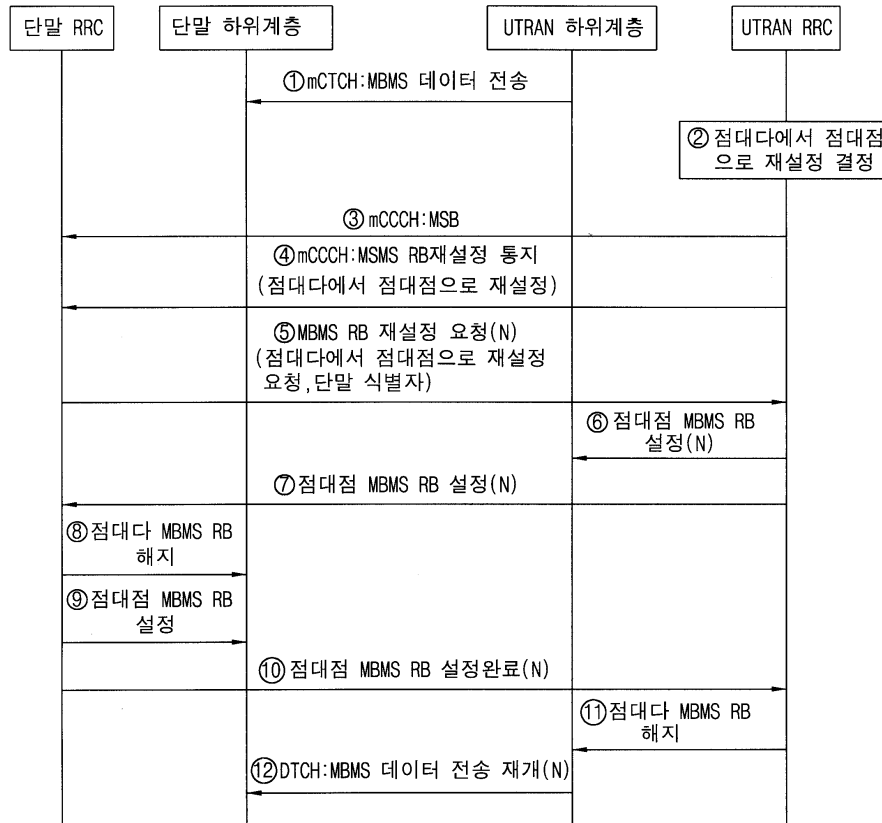 단말 RRC
단말 하위계층
UTRAN 하위계층
UTRAN RRC
①mCTCH:MBMS 데이터 전송
②점대다에서 점대점
으로 재설정 결정
③mCCCH:MSB
④mCCCH:MSMS RB재설정 통지
(점대다에서 점대점으로 재설정)
⑤MBMS RB 재설정 요청(N)
(점대다에서 점대점으로 재설정
요청,단말 식별자)
⑥점대점 MBMS RB
설정(N)
⑦점대점 MBMS RB 설정(N)
⑧점대다 MBMS RB
해지
⑨점대점 MBMS RB
설정
⑩점대점 MBMS RB 설정완료(N)
⑪점대다 MBMS RB
해지
⑫DTCH:MBMS 데이터 전송 재개(N)